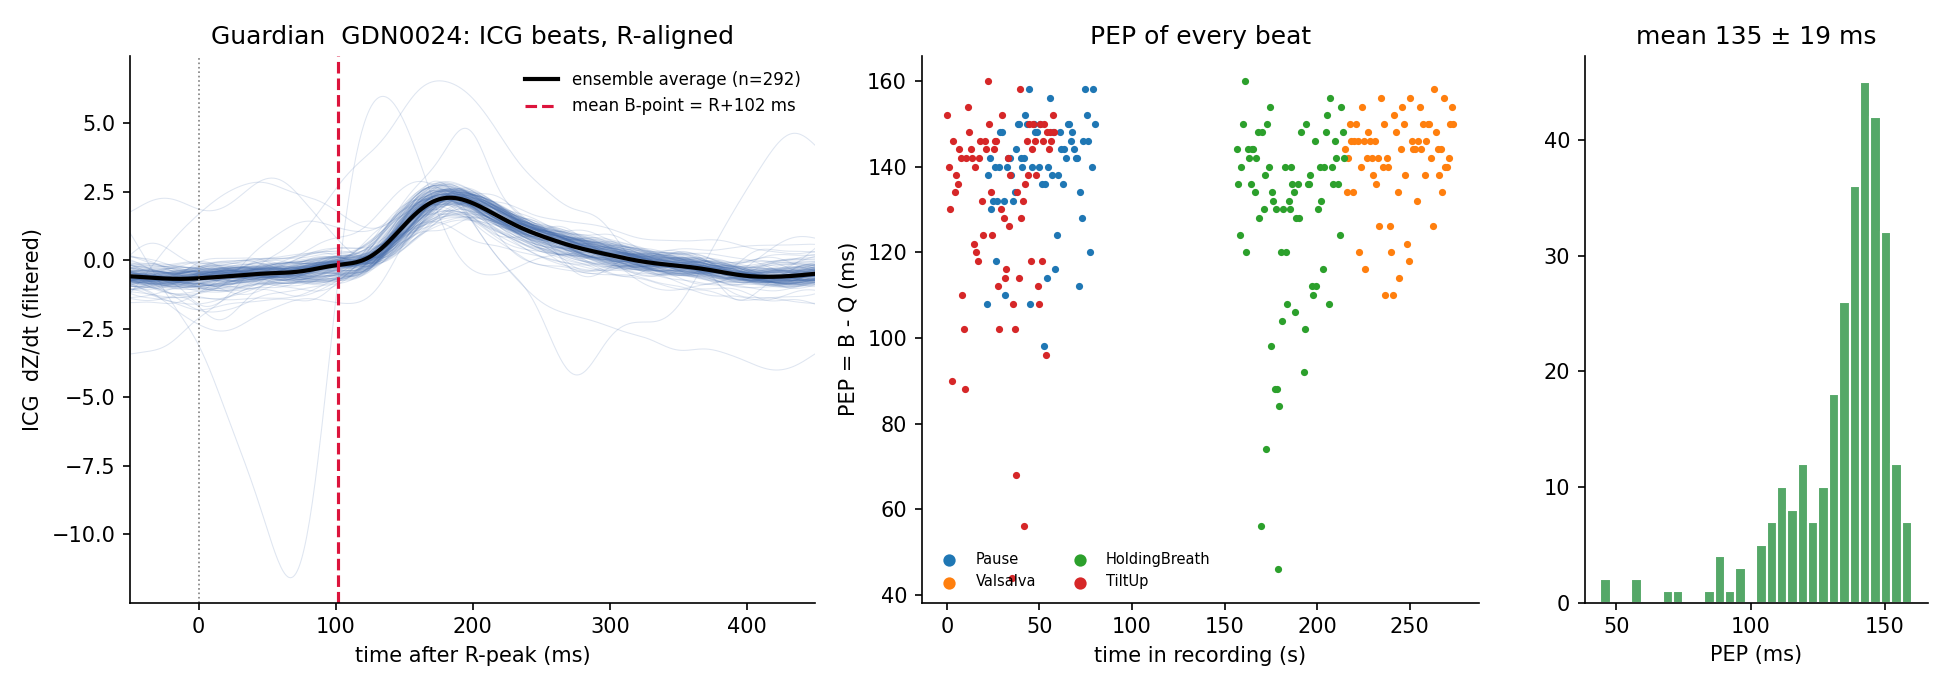 Guardian  GDN0024: ICG beats, R-aligned
ensemble average (n=292)
mean B-point = R+102 ms
ICG  dZ/dt (filtered)
5.0
2.5
0.0
−2.5
−5.0
−7.5
−10.0
0
100
200
300
400
time after R-peak (ms)
PEP of every beat
PEP = B - Q (ms)
160
140
120
100
80
60
40
Pause
Valsalva
HoldingBreath
TiltUp
0
50
100
150
200
250
time in recording (s)
mean 135 ± 19 ms
40
30
20
10
0
50
100
150
PEP (ms)